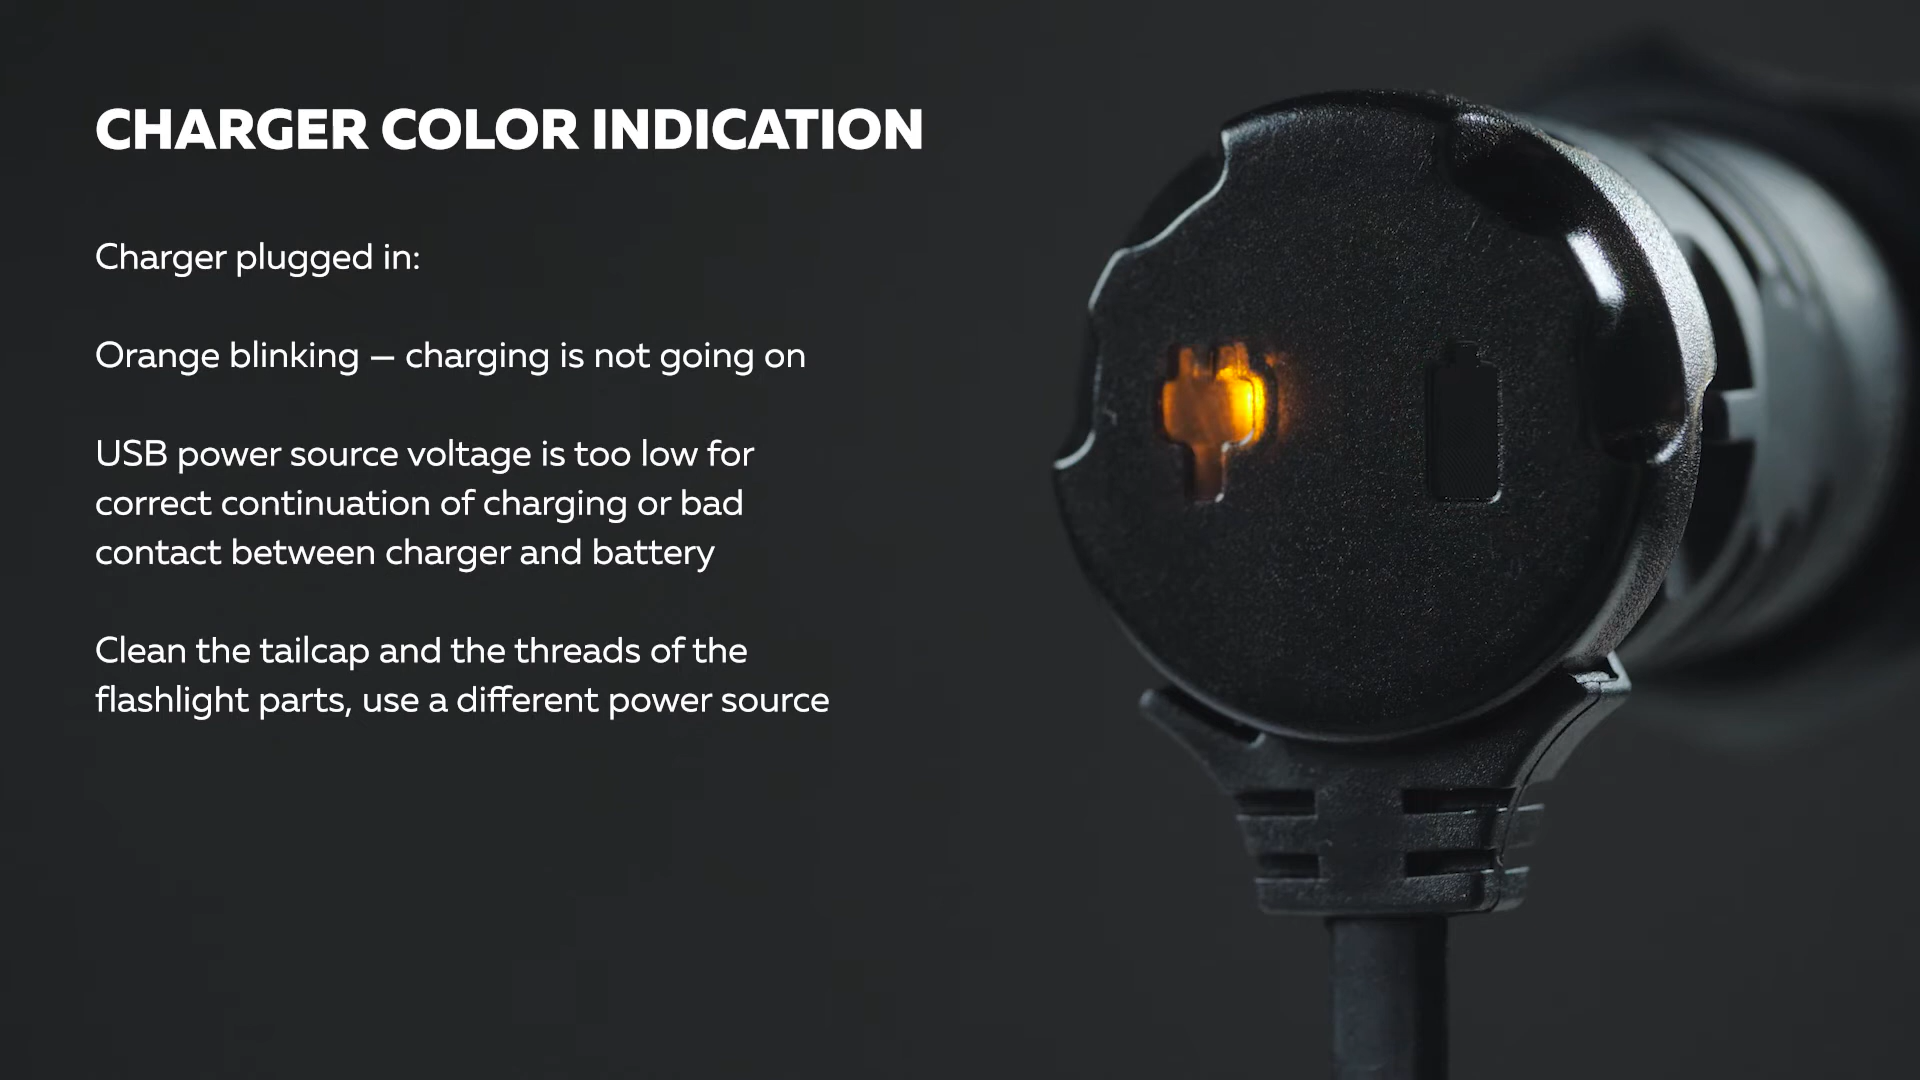 CHARGER COLOR INDICATION
Charger plugged in:
Orange blinking – charging is not going on
USB power source voltage is too low for
correct continuation of charging or bad
contact between charger and battery
Clean the tailcap and the threads of the
flashlight parts, use a different power source